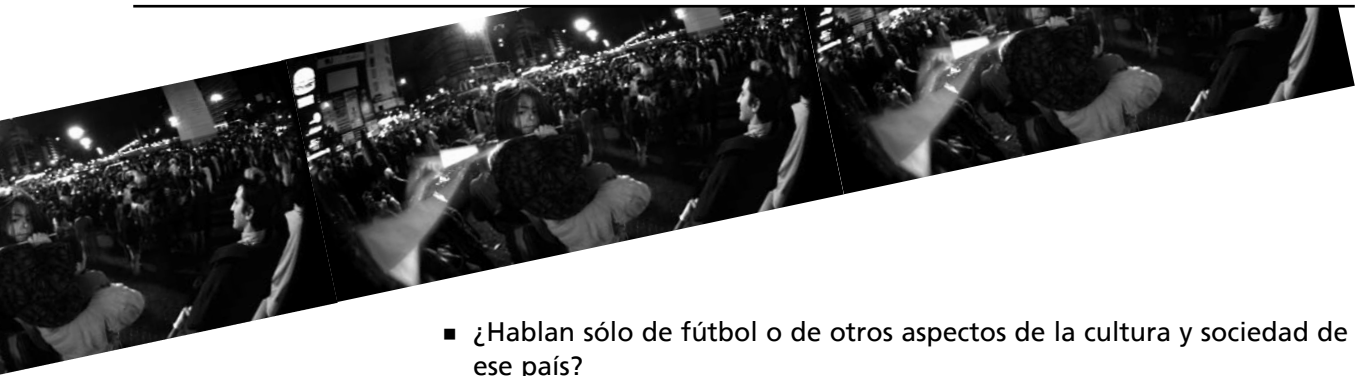 ■ ¿Hablan sólo de fútbol o de otros aspectos de la cultura y sociedad de
ese país?